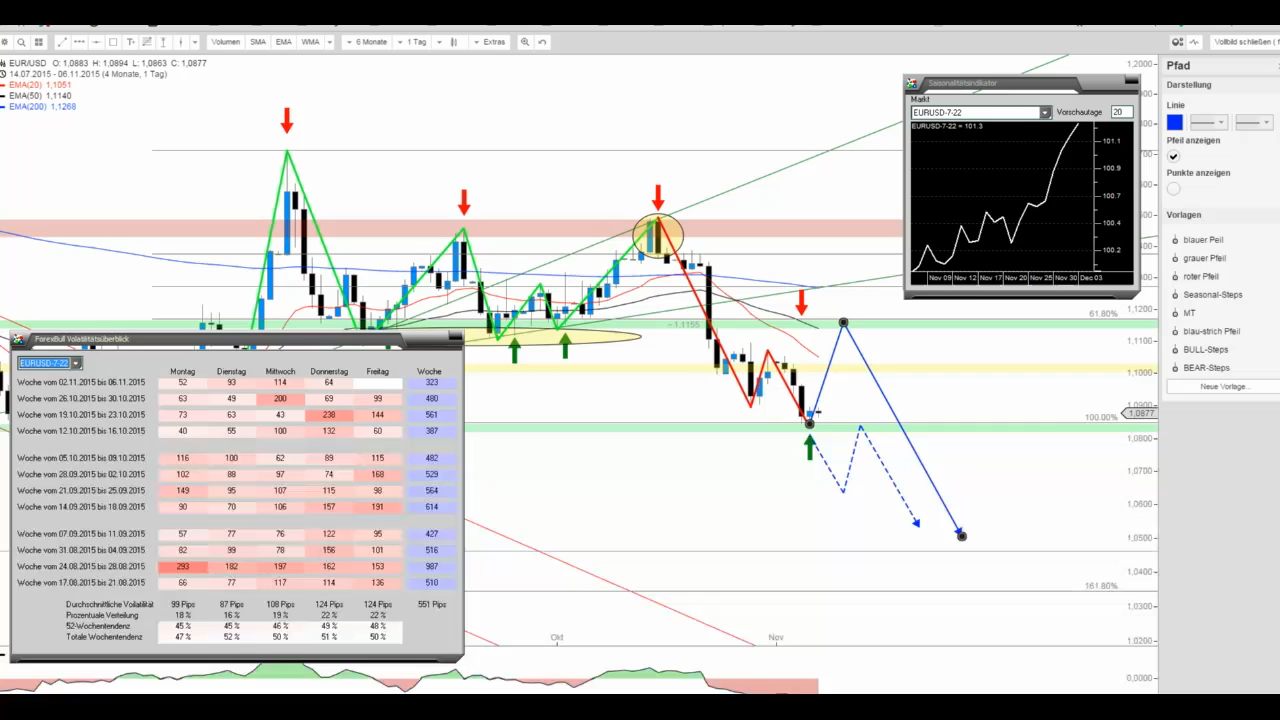 Volumen SMA EMA WMA 6 Monate 1 Tag Extras Vollbild schließen ( f
EUR/USD O: 1,0883 H: 1,0894 L: 1,0863 C: 1,0877
14.07.2015 - 06.11.2015 (4 Monate, 1 Tag)
EMA(20) 1,1051
EMA(50) 1,1140
EMA(200) 1,1268
Saisonalitätsindikator
Markt
EURUSD-7-22 Vorschautage 20
EURUSD-7-22 = 101.3
101.1
100.9
100.7
100.4
100.2
Nov 09 Nov 12 Nov 17 Nov 20 Nov 25 Nov 30 Dec 03
Pfad
Darstellung
Linie
Pfeil anzeigen
Punkte anzeigen
Vorlagen
blauer Peil
grauer Pfeil
roter Pfeil
Seasonal-Steps
MT
blau-strich Pfeil
BULL-Steps
BEAR-Steps
Neue Vorlage...
1,2000
1,1200
1,1100
1,1000
1,0900
1,0877
1,0800
1,0700
1,0600
1,0500
1,0400
1,0300
1,0200
0,0000
61.80%
~ 1.1155
100.00%
161.80%
Okt Nov
ForexBull Volatilitätsüberblick
EURUSD-7-22
Montag Dienstag Mittwoch Donnerstag Freitag Woche
Woche vom 02.11.2015 bis 06.11.2015 52 93 114 64 323
Woche vom 26.10.2015 bis 30.10.2015 63 49 200 69 99 480
Woche vom 19.10.2015 bis 23.10.2015 73 63 43 238 144 561
Woche vom 12.10.2015 bis 16.10.2015 40 55 100 132 60 387
Woche vom 05.10.2015 bis 09.10.2015 116 100 62 89 115 482
Woche vom 28.09.2015 bis 02.10.2015 102 88 97 74 168 529
Woche vom 21.09.2015 bis 25.09.2015 149 95 107 115 98 564
Woche vom 14.09.2015 bis 18.09.2015 90 70 106 157 191 614
Woche vom 07.09.2015 bis 11.09.2015 57 77 76 122 95 427
Woche vom 31.08.2015 bis 04.09.2015 82 99 78 156 101 516
Woche vom 24.08.2015 bis 28.08.2015 293 182 197 162 153 987
Woche vom 17.08.2015 bis 21.08.2015 66 77 117 114 136 510
Durchschnittliche Voilatilität 99 Pips 87 Pips 108 Pips 124 Pips 124 Pips 551 Pips
Prozentuale Verteilung 18 % 16 % 19 % 22 % 22 %
52-Wochentendenz 45 % 45 % 46 % 49 % 48 %
Totale Wochentendenz 47 % 52 % 50 % 51 % 50 %